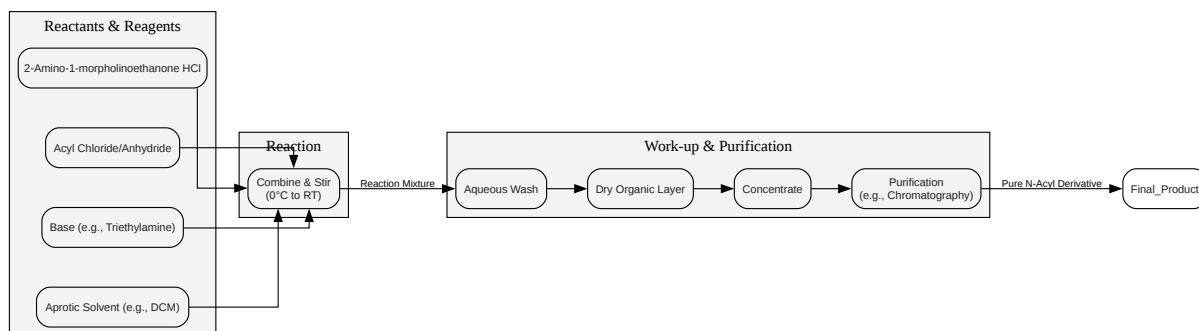 Reactants & Reagents
2-Amino-1-morpholinoethanone HCl
Acyl Chloride/Anhydride
Base (e.g., Triethylamine)
Aprotic Solvent (e.g., DCM)
Reaction
Combine & Stir
(0°C to RT)
Reaction Mixture
Work-up & Purification
Aqueous Wash
Dry Organic Layer
Concentrate
Purification
(e.g., Chromatography)
Pure N-Acyl Derivative
Final_Product